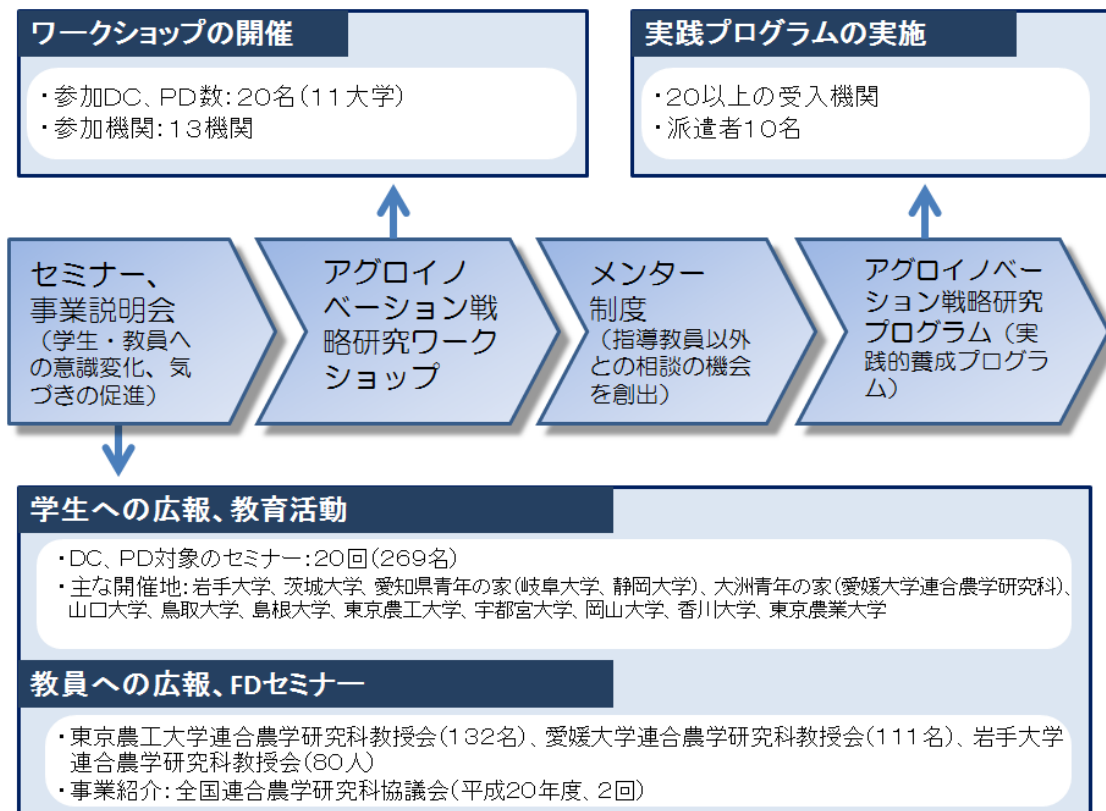 ワークショップの開催
・参加DC、PD数:20名(11大学)
・参加機関:13機関
実践プログラムの実施
・20以上の受入機関
・派遣者10名
セミナー、
事業説明会
(学生・教員へ
の意識変化、気
づきの促進)
アグロイノ
ベーション戦
略研究ワーク
ショップ
メンター
制度
(指導教員以外
との相談の機会
を創出)
アグロイノベー
ション戦略研究
プログラム(実
践的養成プログラ
ム)
学生への広報、教育活動
・DC、PD対象のセミナー:20回(269名)
・主な開催地:岩手大学、茨城大学、愛知県青年の家(岐阜大学、静岡大学)、大洲青年の家(愛媛大学連合農学研究科)、
山口大学、鳥取大学、島根大学、東京農工大学、宇都宮大学、岡山大学、香川大学、東京農業大学
教員への広報、FDセミナー
・東京農工大学連合農学研究科教授会(132名)、愛媛大学連合農学研究科教授会(111名)、岩手大学
連合農学研究科教授会(80人)
・事業紹介:全国連合農学研究科協議会(平成20年度、2回)